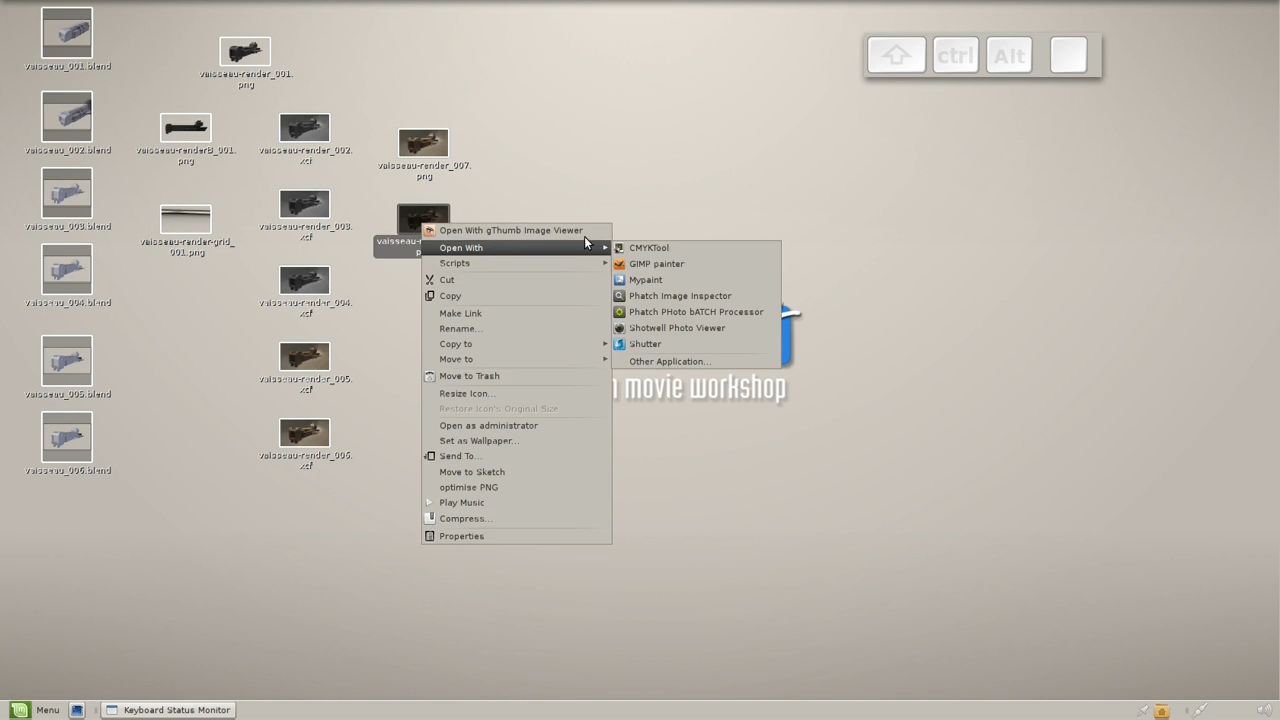 vaisseau_001.blend
vaisseau_002.blend
vaisseau_003.blend
vaisseau_004.blend
vaisseau_005.blend
vaisseau_006.blend
vaisseau-render_001.
png
vaisseau-renderB_001.
png
vaisseau-render-grid_
001.png
vaisseau-render_002.
xcf
vaisseau-render_003.
xcf
vaisseau-render_004.
xcf
vaisseau-render_005.
xcf
vaisseau-render_006.
xcf
vaisseau-render_007.
png
Open With gThumb Image Viewer
Open With
Scripts
Cut
Copy
Make Link
Rename...
Copy to
Move to
Move to Trash
Resize Icon...
Restore Icon's Original Size
Open as administrator
Set as Wallpaper...
Send To...
Move to Sketch
optimise PNG
Play Music
Compress...
Properties
CMYKTool
GIMP painter
Mypaint
Phatch Image Inspector
Phatch PHoto bATCH Processor
Shotwell Photo Viewer
Shutter
Other Application...
movie workshop
ctrl
Alt
Menu
Keyboard Status Monitor